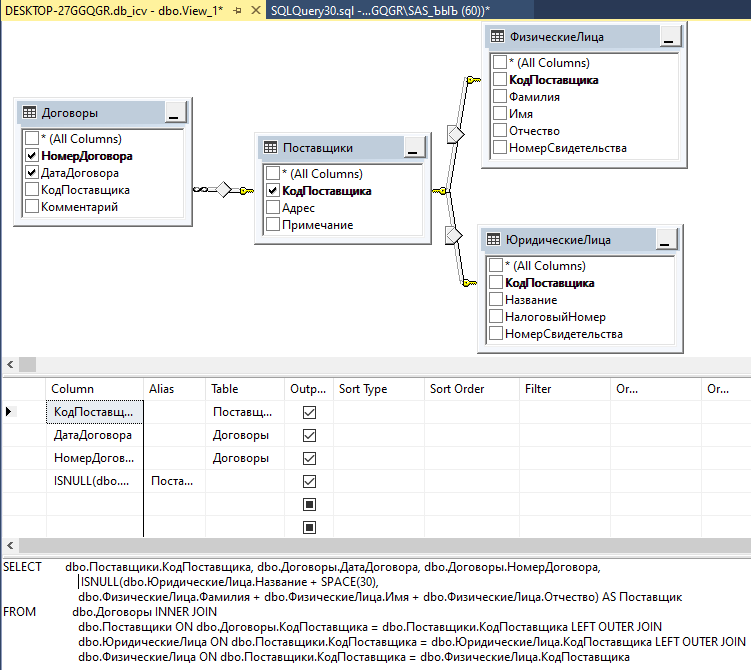 DESKTOP-27GGQGR.db_icv - dbo.View_1*
SQLQuery30.sql -...GQGR\SAS_ЪЫЬ (60))*
Договоры
* (All Columns)
НомерДоговора
ДатаДоговора
КодПоставщика
Комментарий
Поставщики
* (All Columns)
КодПоставщика
Адрес
Примечание
ФизическиеЛица
* (All Columns)
КодПоставщика
Фамилия
Имя
Отчество
НомерСвидетельства
ЮридическиеЛица
* (All Columns)
КодПоставщика
Название
НалоговыйНомер
НомерСвидетельства
Column Alias Table Outp... Sort Type Sort Order Filter Or... Or...
КодПоставщ... Поставщ...
ДатаДоговора Договоры
НомерДогов... Договоры
ISNULL(dbo.... Поста...
SELECT dbo.Поставщики.КодПоставщика, dbo.Договоры.ДатаДоговора, dbo.Договоры.НомерДоговора,
ISNULL(dbo.ЮридическиеЛица.Название + SPACE(30),
dbo.ФизическиеЛица.Фамилия + dbo.ФизическиеЛица.Имя + dbo.ФизическиеЛица.Отчество) AS Поставщик
FROM dbo.Договоры INNER JOIN
dbo.Поставщики ON dbo.Договоры.КодПоставщика = dbo.Поставщики.КодПоставщика LEFT OUTER JOIN
dbo.ЮридическиеЛица ON dbo.Поставщики.КодПоставщика = dbo.ЮридическиеЛица.КодПоставщика LEFT OUTER JOIN
dbo.ФизическиеЛица ON dbo.Поставщики.КодПоставщика = dbo.ФизическиеЛица.КодПоставщика